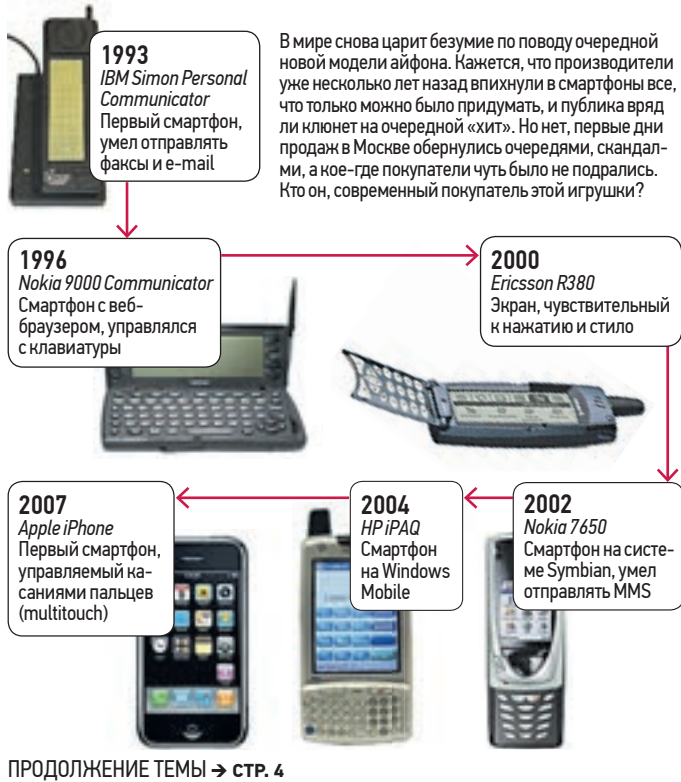 1993
IBM Simon Personal
Communicator
Первый смартфон,
умел отправлять
факсы и e-mail
В мире снова царит безумие по поводу очередной
новой модели айфона. Кажется, что производители
уже несколько лет назад впихнули в смартфоны все,
что только можно было придумать, и публика вряд
ли клюнет на очередной «хит». Но нет, первые дни
продаж в Москве обернулись очередями, скандал-
ми, а кое-где покупатели чуть было не подрались.
Кто он, современный покупатель этой игрушки?
1996
Nokia 9000 Communicator
Смартфон с веб-
браузером, управлялся
с клавиатуры
2000
Ericsson R380
Экран, чувствительный
к нажатию и стило
2002
Nokia 7650
Смартфон на систе-
ме Symbian, умел
отправлять MMS
2004
HP iPAQ
Смартфон
на Windows
Mobile
2007
Apple iPhone
Первый смартфон,
управляемый ка-
саниями пальцев
(multitouch)
ПРОДОЛЖЕНИЕ ТЕМЫ → СТР. 4